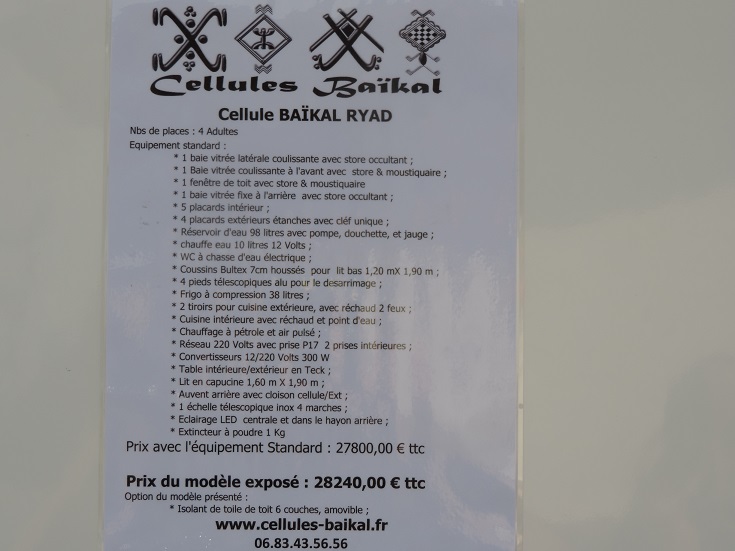 Cellules Baïkal
Cellule BAÏKAL RYAD
Nbs de places : 4 Adultes
Equipement standard :
* 1 baie vitrée latérale coulissante avec store occultant ;
* 1 Baie vitrée coulissante à l'avant avec store & moustiquaire ;
* 1 fenêtre de toit avec store & moustiquaire
* 1 baie vitrée fixe à l'arrière avec store occultant ;
* 5 placards intérieur ;
* 4 placards extérieurs étanches avec cléf unique ;
* Réservoir d'eau 98 litres avec pompe, douchette, et jauge ;
* chauffe eau 10 litres 12 Volts ;
* WC à chasse d'eau électrique ;
* Coussins Bultex 7cm houssés pour lit bas 1,20 mX 1,90 m ;
* 4 pieds télescopiques alu pour le desarrimage ;
* Frigo à compression 38 litres ;
* 2 tiroirs pour cuisine extérieure, avec réchaud 2 feux ;
* Cuisine intérieure avec réchaud et point d'eau ;
* Chauffage à pétrole et air pulsé ;
* Réseau 220 Volts avec prise P17 2 prises intérieures ;
* Convertisseurs 12/220 Volts 300 W
* Table intérieure/extérieur en Teck ;
* Lit en capucine 1,60 m X 1,90 m ;
* Auvent arrière avec cloison cellule/Ext ;
* 1 échelle télescopique inox 4 marches ;
* Eclairage LED centrale et dans le hayon arrière ;
* Extincteur à poudre 1 Kg
Prix avec l'équipement Standard : 27800,00 € ttc
Prix du modèle exposé : 28240,00 € ttc
Option du modèle présenté :
* Isolant de toile de toit 6 couches, amovible ;
www.cellules-baikal.fr
06.83.43.56.56